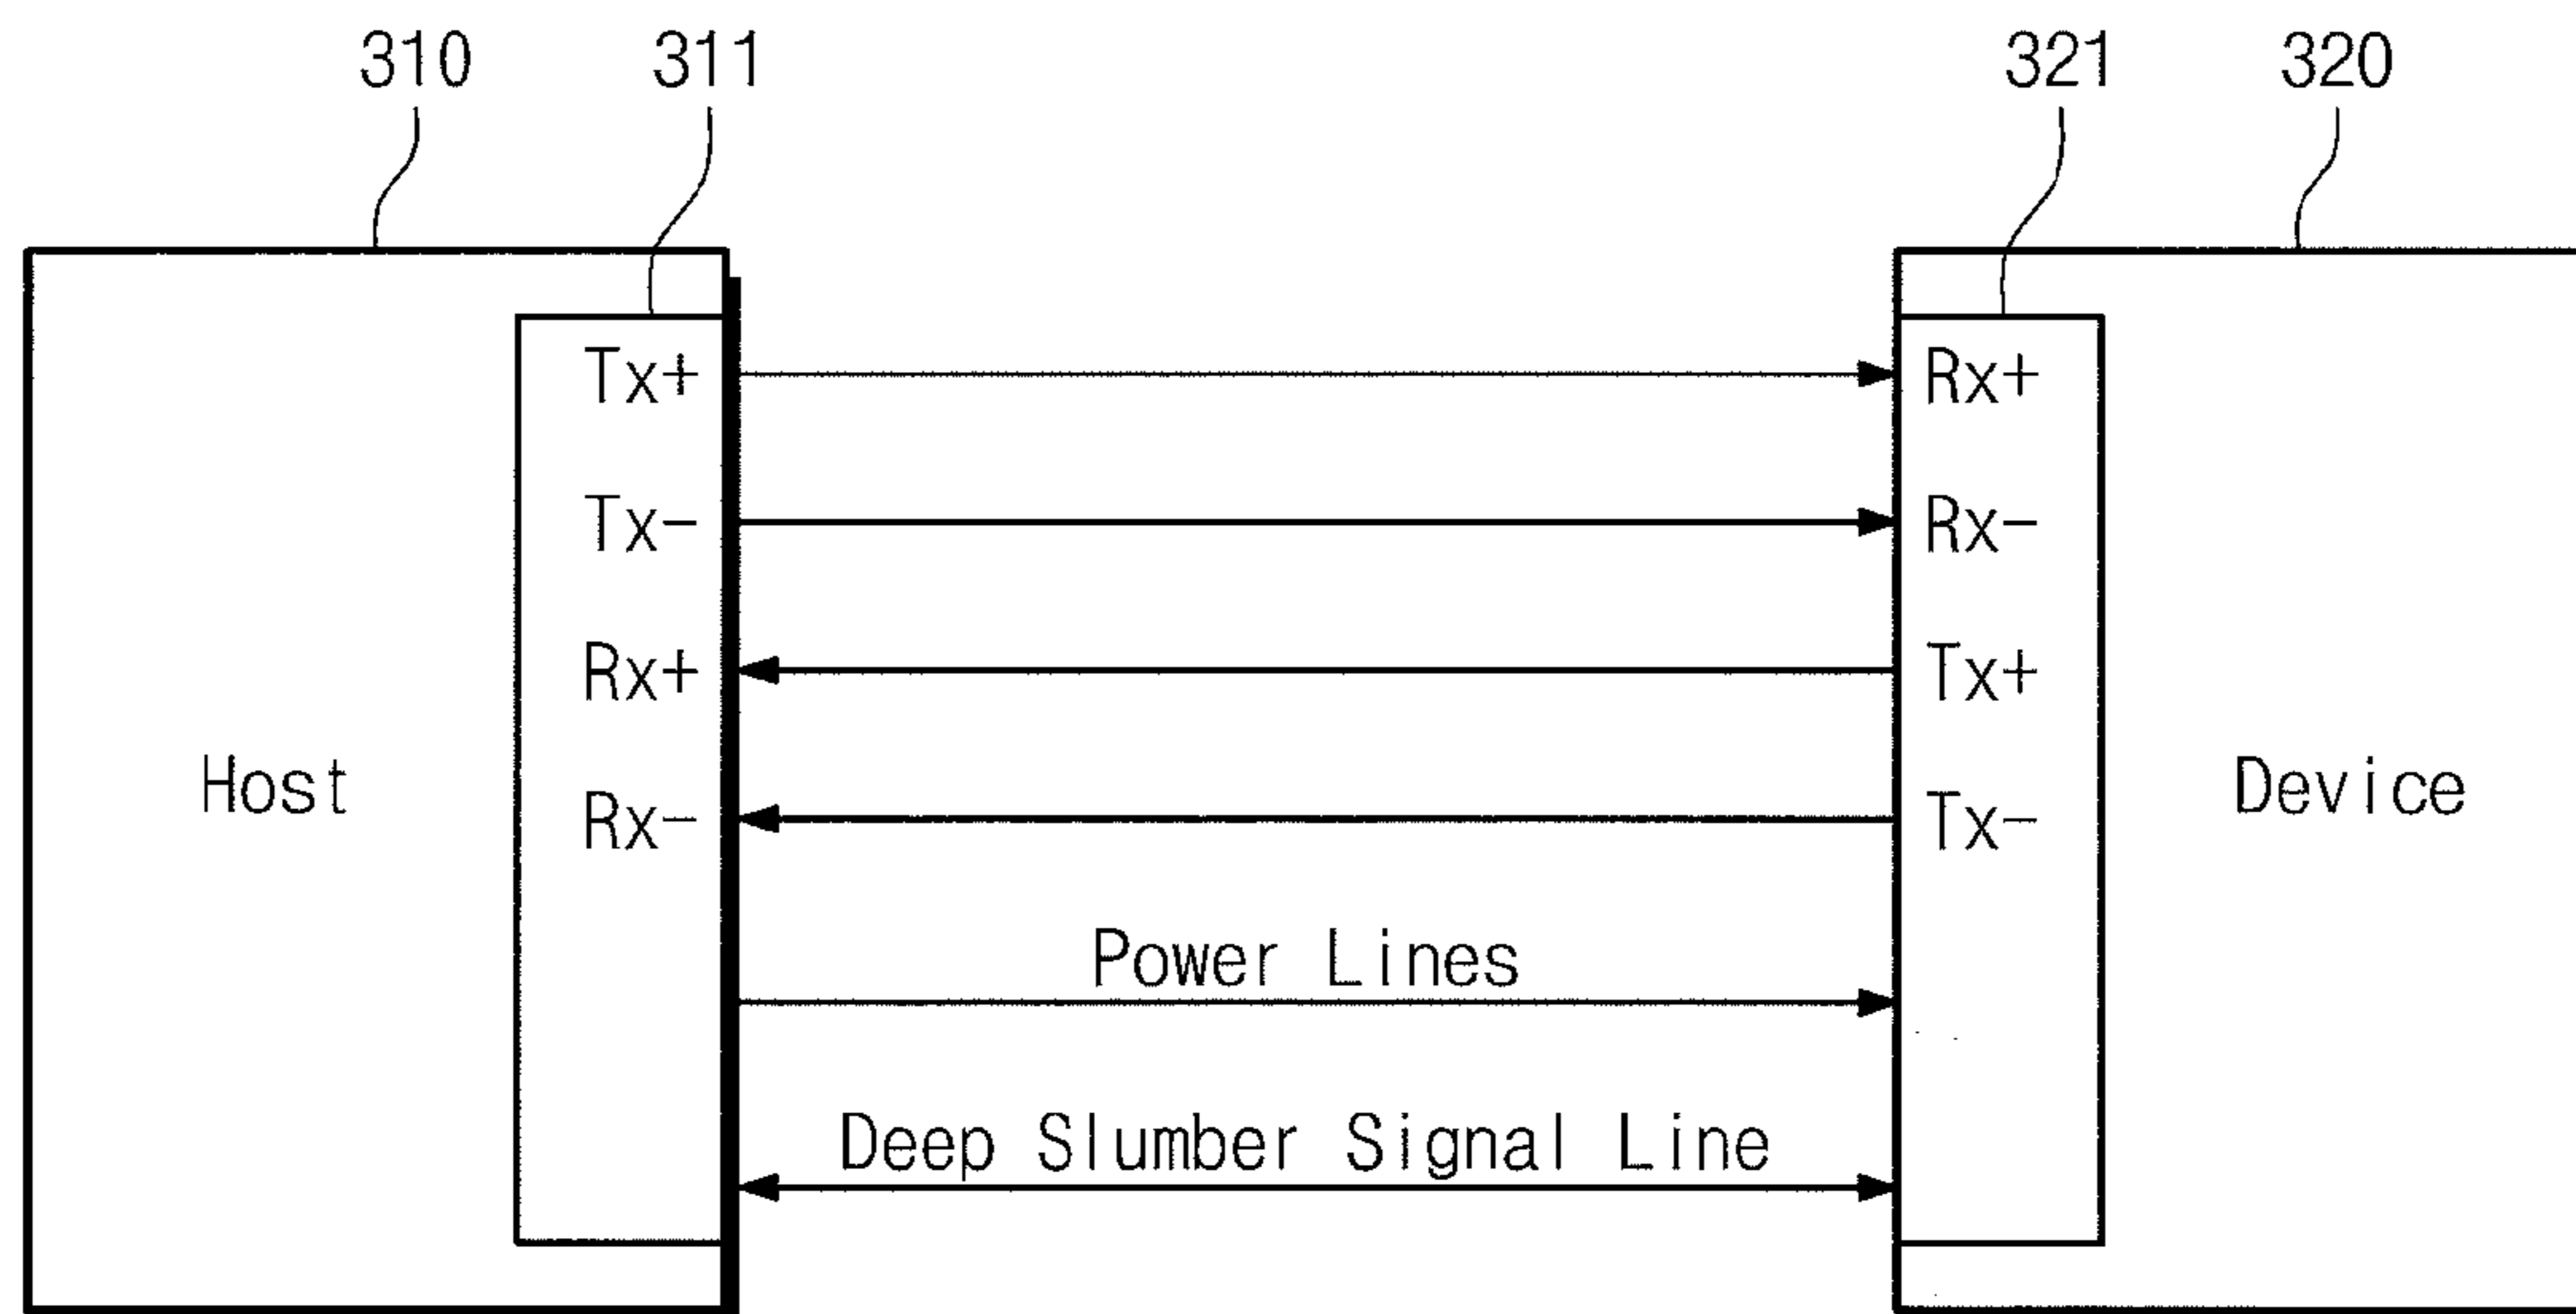 310 311 321 320
Tx+ Rx+
Tx- Rx-
Rx+ Tx+
Host Rx- Tx- Device
Power Lines
Deep Slumber Signal Line